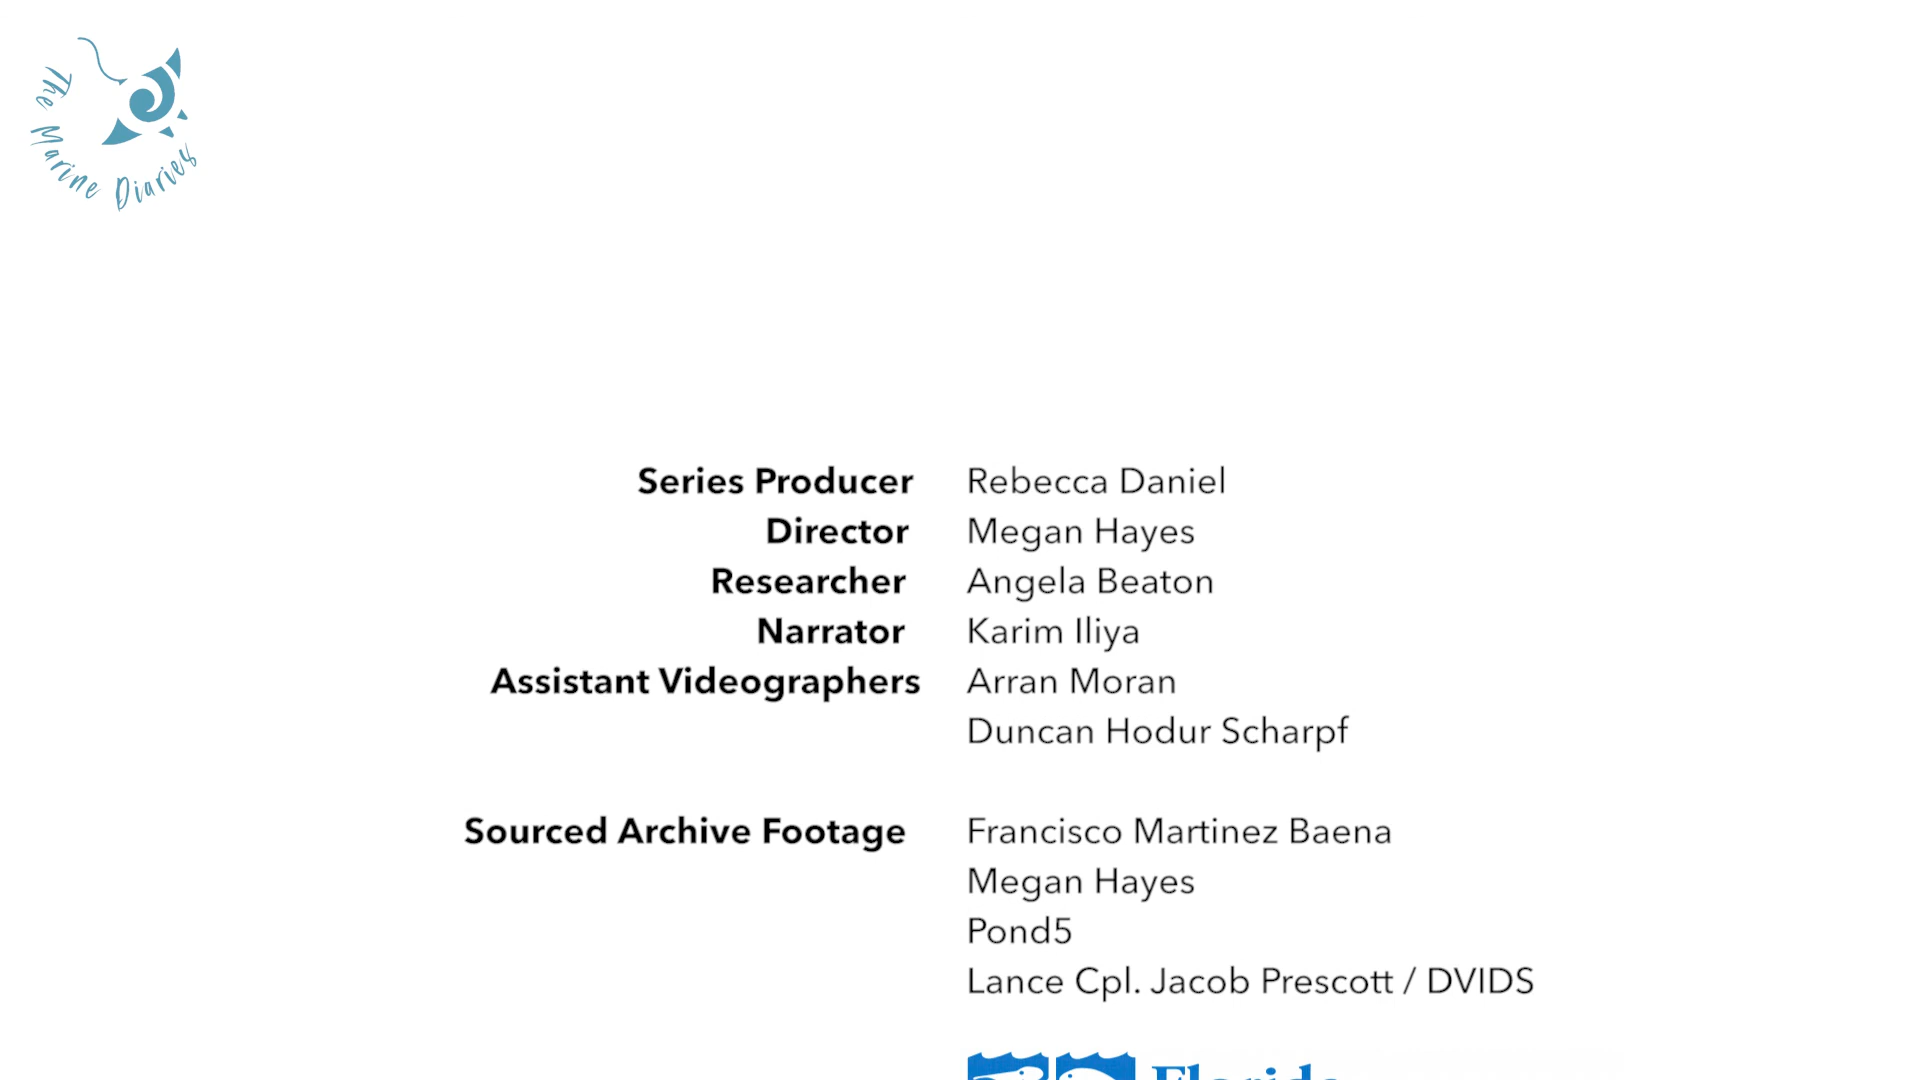 The Marine Diaries
Series Producer Rebecca Daniel
Director Megan Hayes
Researcher Angela Beaton
Narrator Karim Iliya
Assistant Videographers Arran Moran
Duncan Hodur Scharpf
Sourced Archive Footage Francisco Martinez Baena
Megan Hayes
Pond5
Lance Cpl. Jacob Prescott / DVIDS
Florida